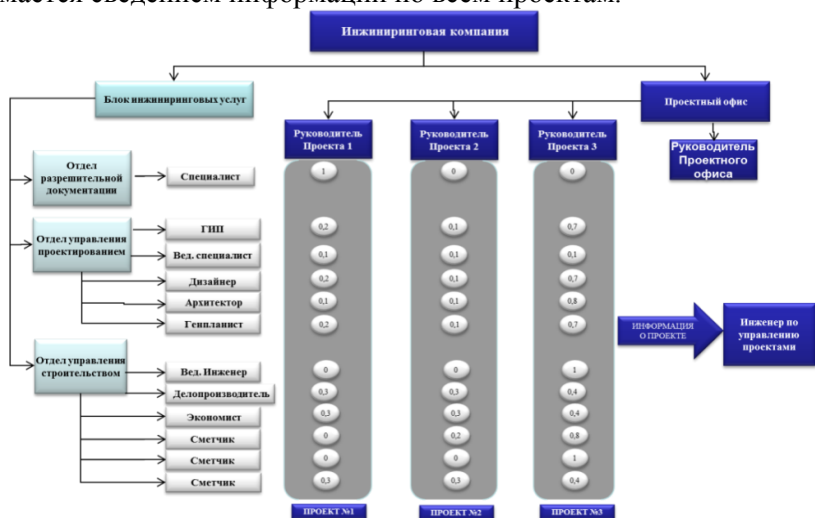 мается сведением информации по всем проектам.
Инжиниринговая компания
Блок инжиниринговых услуг
Проектный офис
Руководитель
Проекта 1
Руководитель
Проекта 2
Руководитель
Проекта 3
Руководитель
Проектного
офиса
Отдел
разрешительной
документации
Специалист
1
0
0
Отдел управления
проектированием
ГИП
0,2
0,1
0,7
Вед. специалист
0,1
0,1
0,1
Дизайнер
0,2
0,1
0,7
Архитектор
0,1
0,1
0,8
Генпланист
0,2
0,1
0,7
ИНФОРМАЦИЯ
О ПРОЕКТЕ
Инженер по
управлению
проектами
Отдел управления
строительством
Вед. Инженер
0
0
1
Делопроизводитель
0,3
0,3
0,4
Экономист
0,3
0,3
0,4
Сметчик
0
0,2
0,8
Сметчик
0
0
1
Сметчик
0,3
0,3
0,4
ПРОЕКТ №1
ПРОЕКТ №2
ПРОЕКТ №3